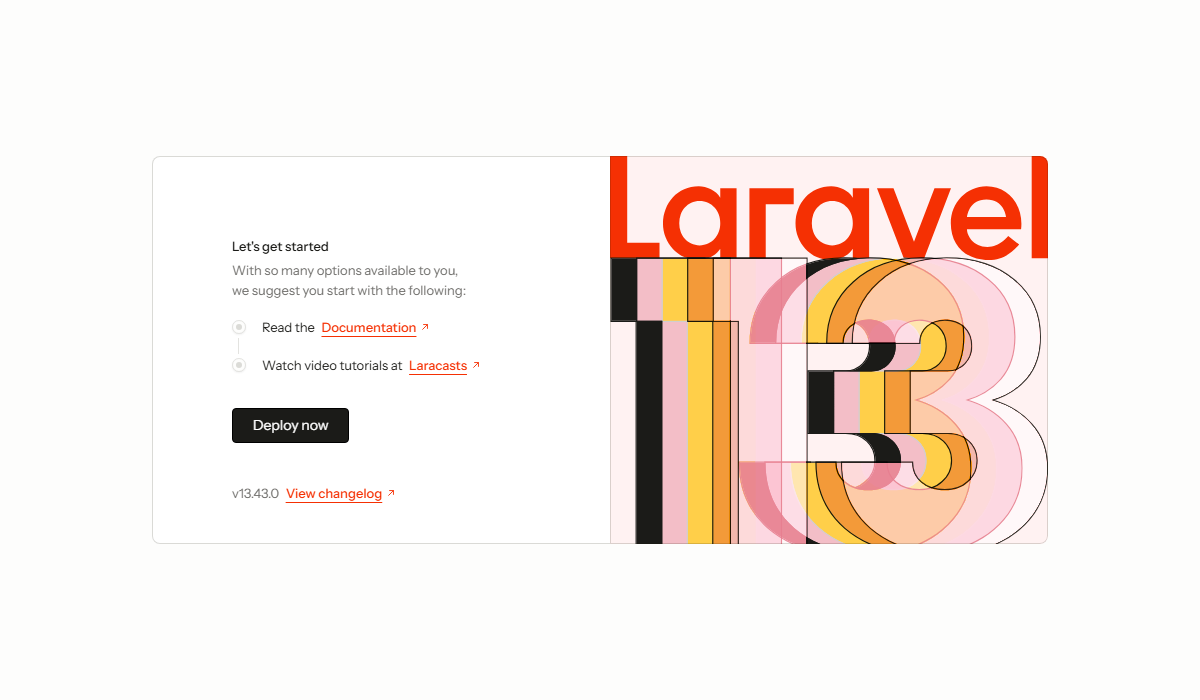 Let's get started
With so many options available to you,
we suggest you start with the following:
Read the Documentation
Watch video tutorials at Laracasts
Deploy now
v13.43.0 View changelog
Laravel
13